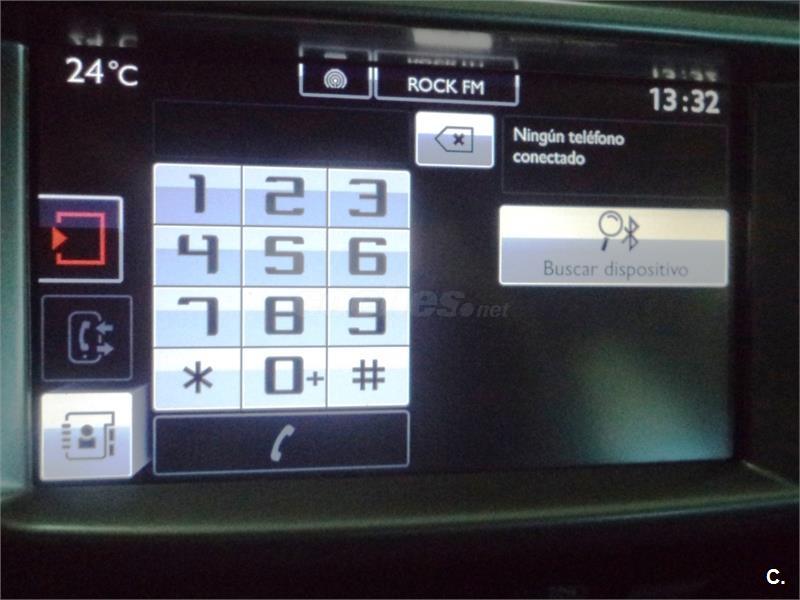 24°C
ROCK FM
13:32
Ningún teléfono
conectado
1 2 3
4 5 6
7 8 9
* 0+ #
Buscar dispositivo
.net
C.